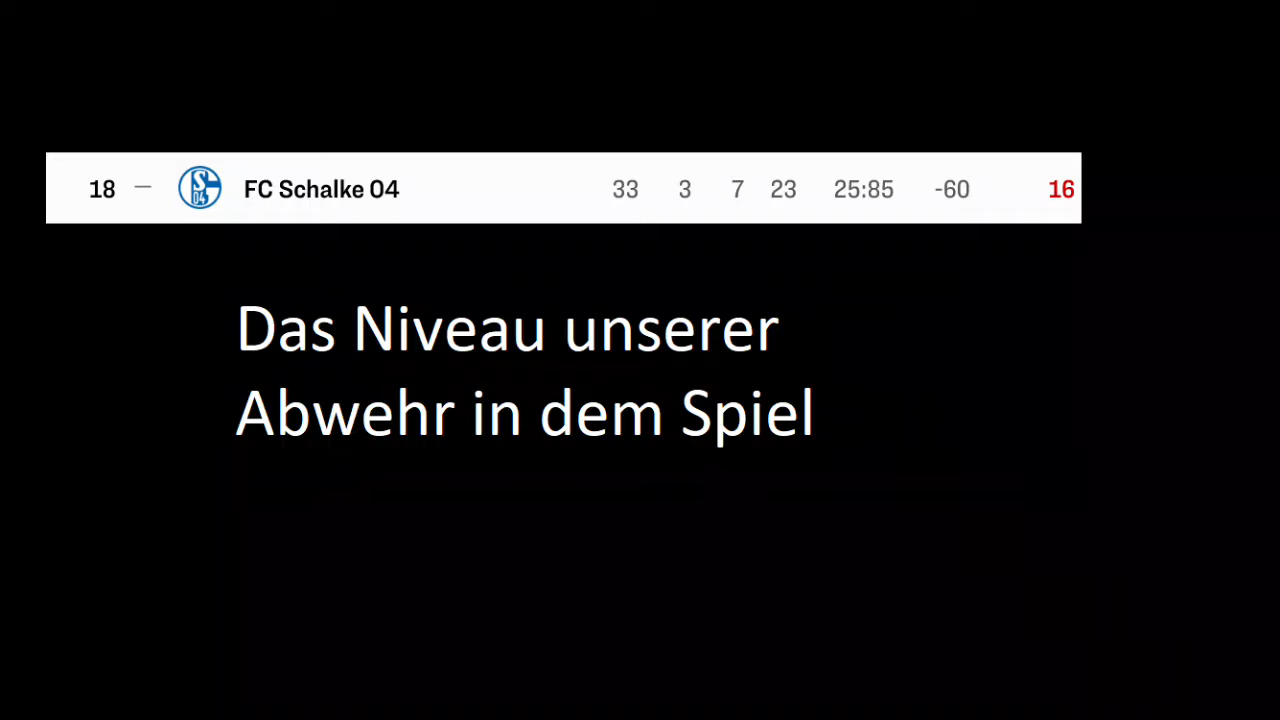 18 — S 04 FC Schalke 04 33 3 7 23 25:85 -60 16
Das Niveau unserer
Abwehr in dem Spiel